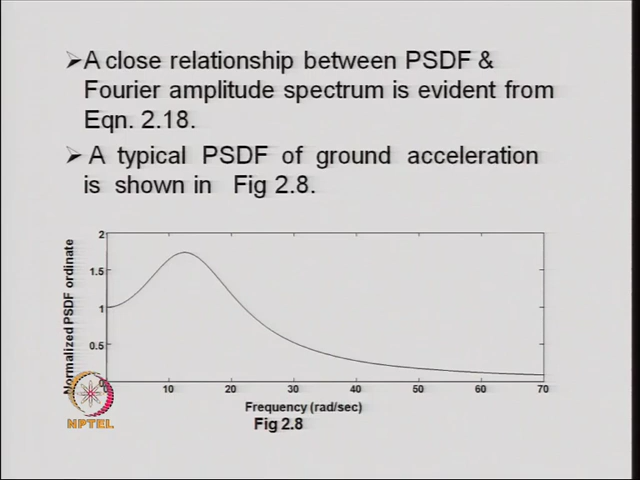 ➢A close relationship between PSDF &
Fourier amplitude spectrum is evident from
Eqn. 2.18.
➢ A typical PSDF of ground acceleration
is shown in Fig 2.8.
2
1.5
1
0.5
0
Normalized PSDF ordinate
0 10 20 30 40 50 60 70
Frequency (rad/sec)
Fig 2.8
NPTEL